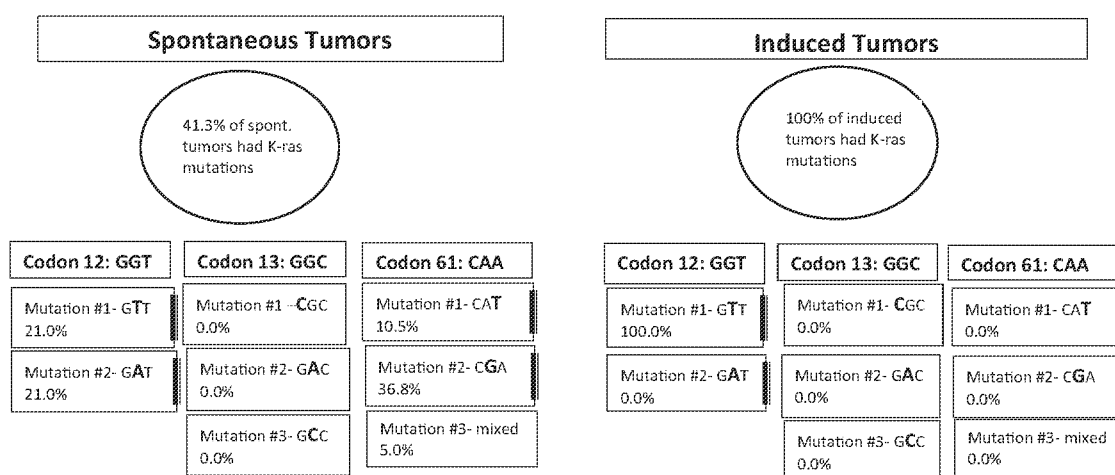 Spontaneous Tumors
41.3% of spont.
tumors had K-ras
mutations
Codon 12: GGT
Mutation #1- GTT
21.0%
Mutation #2- GAT
21.0%
Codon 13: GGC
Mutation #1 –CGC
0.0%
Mutation #2- GAC
0.0%
Mutation #3- GCC
0.0%
Codon 61: CAA
Mutation #1- CAT
10.5%
Mutation #2- CGA
36.8%
Mutation #3- mixed
5.0%
Induced Tumors
100% of induced
tumors had K-ras
mutations
Codon 12: GGT
Mutation #1- GTT
100.0%
Mutation #2- GAT
0.0%
Codon 13: GGC
Mutation #1- CGC
0.0%
Mutation #2- GAC
0.0%
Mutation #3- GCC
0.0%
Codon 61: CAA
Mutation #1- CAT
0.0%
Mutation #2- CGA
0.0%
Mutation #3- mixed
0.0%